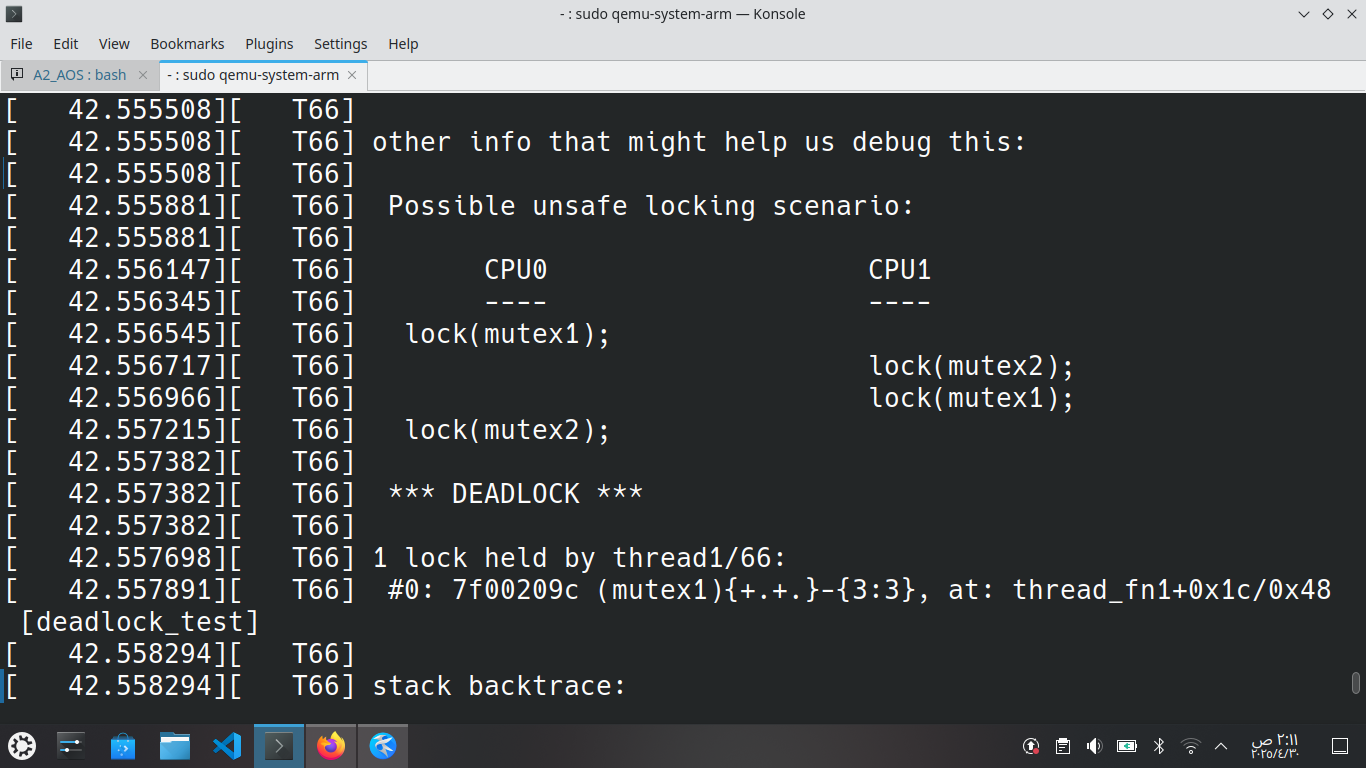 - : sudo qemu-system-arm — Konsole
File Edit View Bookmarks Plugins Settings Help
A2_AOS : bash
- : sudo qemu-system-arm
[   42.555508][   T66]
[   42.555508][   T66] other info that might help us debug this:
[   42.555508][   T66]
[   42.555881][   T66]  Possible unsafe locking scenario:
[   42.555881][   T66]
[   42.556147][   T66]        CPU0                    CPU1
[   42.556345][   T66]        ----                    ----
[   42.556545][   T66]   lock(mutex1);
[   42.556717][   T66]                                lock(mutex2);
[   42.556966][   T66]                                lock(mutex1);
[   42.557215][   T66]   lock(mutex2);
[   42.557382][   T66]
[   42.557382][   T66]  *** DEADLOCK ***
[   42.557382][   T66]
[   42.557698][   T66] 1 lock held by thread1/66:
[   42.557891][   T66]  #0: 7f00209c (mutex1){+.+.}-{3:3}, at: thread_fn1+0x1c/0x48
 [deadlock_test]
[   42.558294][   T66]
[   42.558294][   T66] stack backtrace:
٢:١١ ص
٢٠٢٥/٤/٣٠